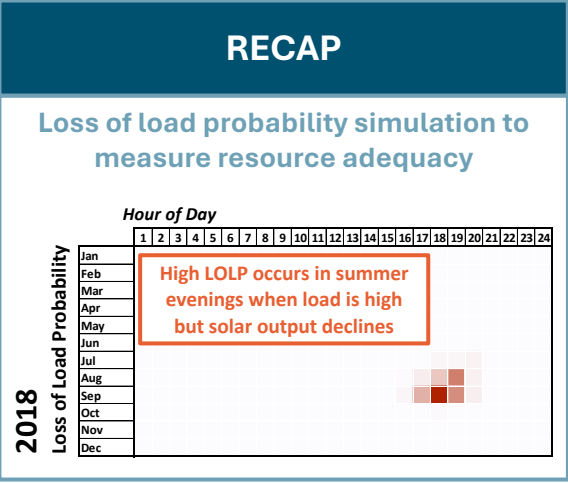 RECAP
Loss of load probability simulation to
measure resource adequacy
Hour of Day
1 2 3 4 5 6 7 8 9 10 11 12 13 14 15 16 17 18 19 20 21 22 23 24
2018
Loss of Load Probability
Jan
Feb
Mar
Apr
May
Jun
Jul
Aug
Sep
Oct
Nov
Dec
High LOLP occurs in summer
evenings when load is high
but solar output declines